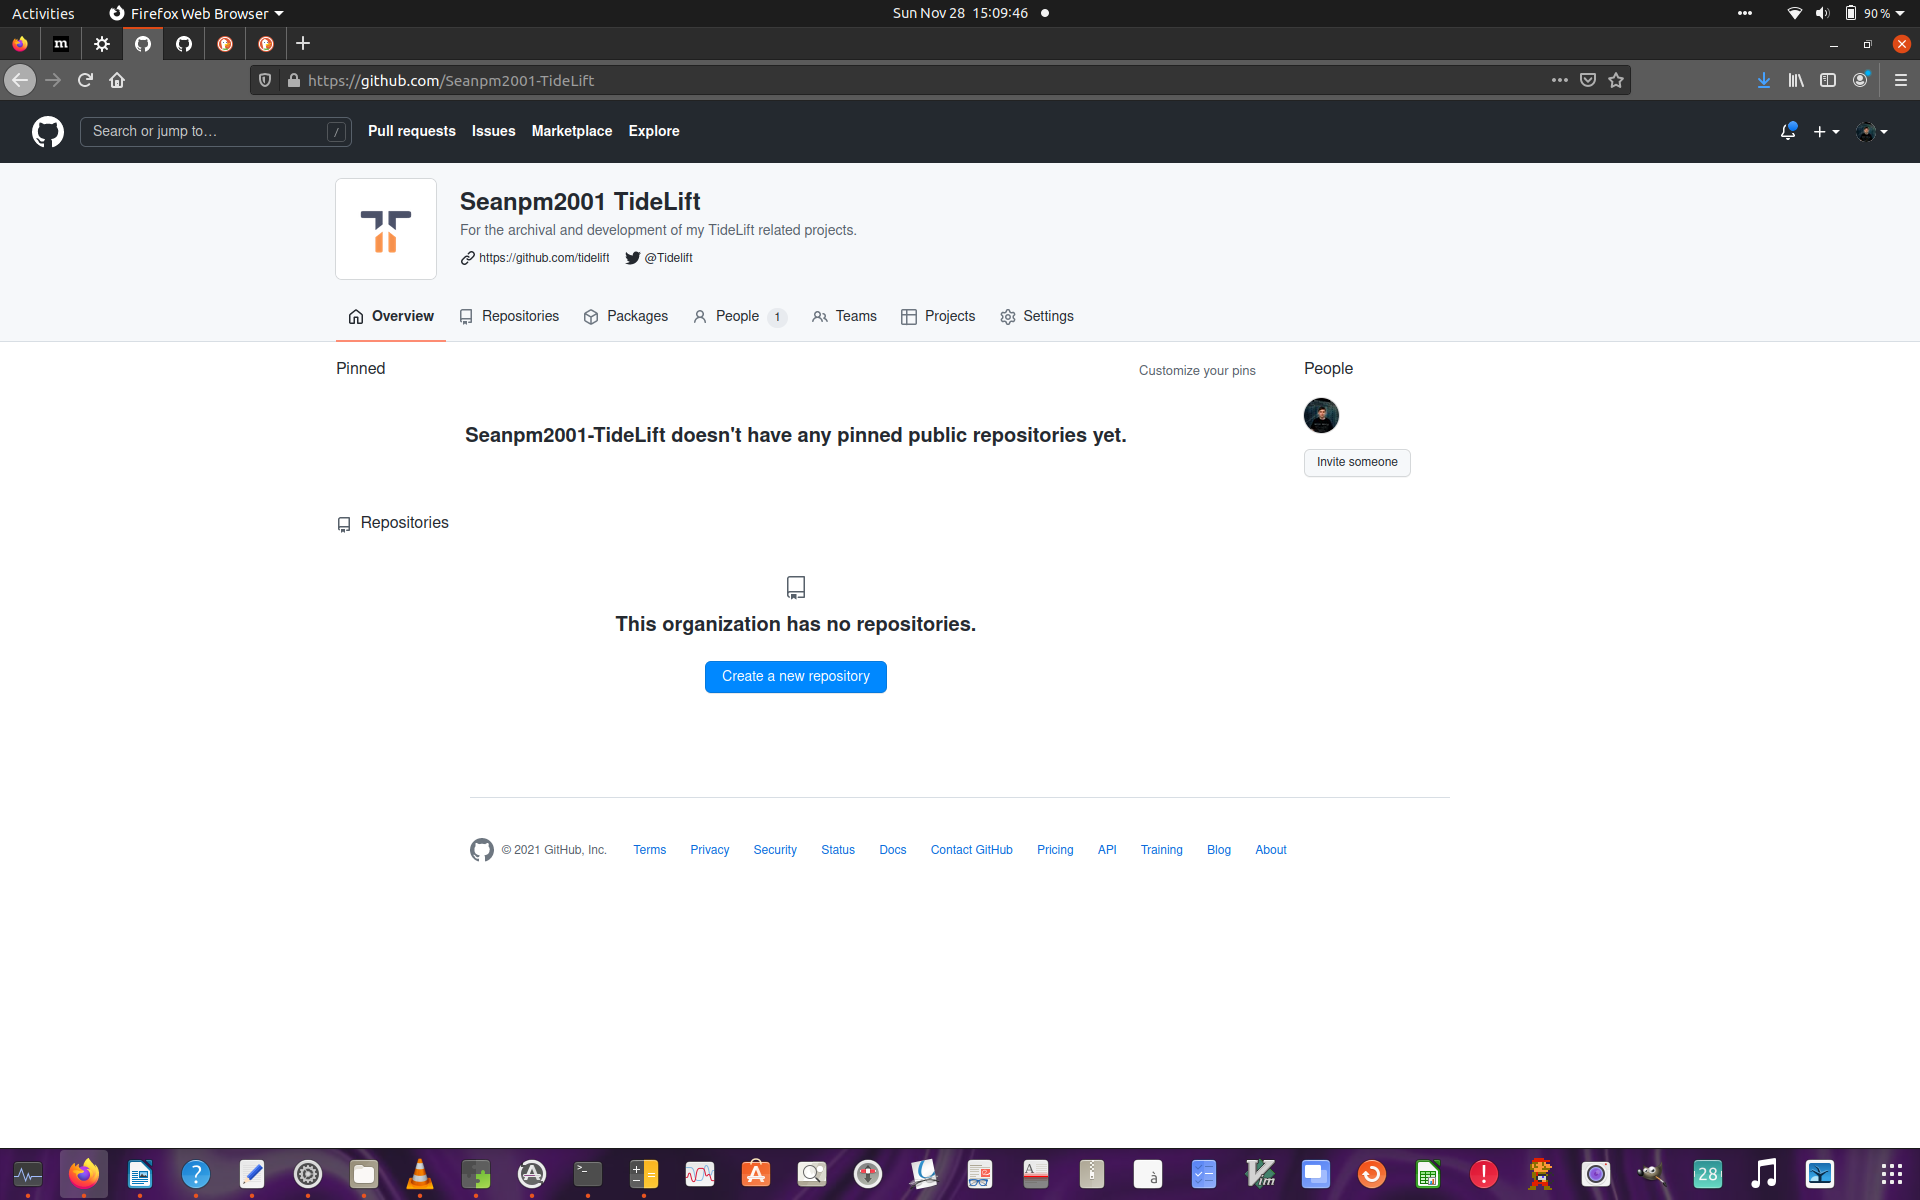 Activities
Firefox Web Browser
Sun Nov 28 15:09:46
90 %
m
https://github.com/Seanpm2001-TideLift
Search or jump to…
/
Pull requests
Issues
Marketplace
Explore
Seanpm2001 TideLift
For the archival and development of my TideLift related projects.
https://github.com/tidelift
@Tidelift
Overview
Repositories
Packages
People 1
Teams
Projects
Settings
Pinned
Customize your pins
People
Seanpm2001-TideLift doesn't have any pinned public repositories yet.
Invite someone
Repositories
This organization has no repositories.
Create a new repository
© 2021 GitHub, Inc.
Terms
Privacy
Security
Status
Docs
Contact GitHub
Pricing
API
Training
Blog
About
?
>_
A
à
Vim
!
28